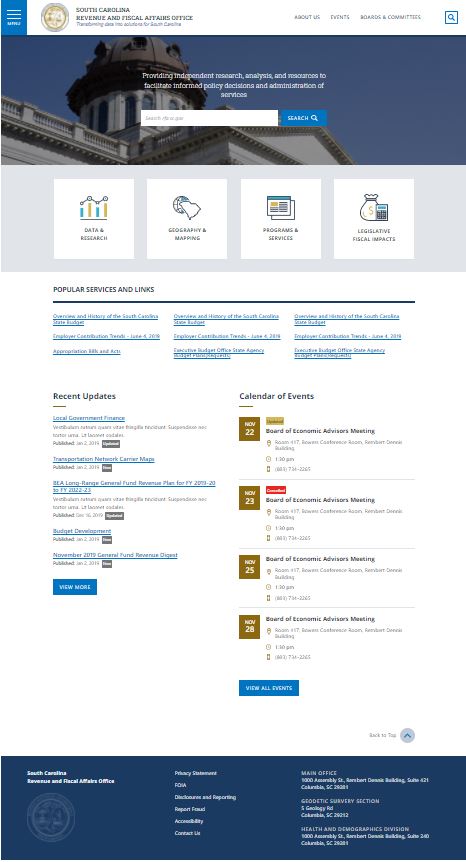 MENU
SOUTH CAROLINA
REVENUE AND FISCAL AFFAIRS OFFICE
Transforming data into solutions for South Carolina
ABOUT US
EVENTS
BOARDS & COMMITTEES
Providing independent research, analysis, and resources to
facilitate informed policy decisions and administration of
services
Search rfa.sc.gov
SEARCH
DATA &
RESEARCH
GEOGRAPHY &
MAPPING
PROGRAMS &
SERVICES
LEGISLATIVE
FISCAL IMPACTS
POPULAR SERVICES AND LINKS
Overview and History of the South Carolina
State Budget
Employer Contribution Trends - June 4, 2019
Appropriation Bills and Acts
Overview and History of the South Carolina
State Budget
Employer Contribution Trends - June 4, 2019
Executive Budget Office State Agency
Budget Plans(Requests)
Overview and History of the South Carolina
State Budget
Employer Contribution Trends - June 4, 2019
Executive Budget Office State Agency
Budget Plans(Requests)
Recent Updates
Local Government Finance
Vestibulum rutrum quam vitae fringilla tincidunt. Suspendisse nec
tortor urna. Ut laoreet sodales.
Published: Jan 2, 2019 Updated
Transportation Network Carrier Maps
Published: Jan 2, 2019 New
BEA Long-Range General Fund Revenue Plan for FY 2019-20
to FY 2022-23
Vestibulum rutrum quam vitae fringilla tincidunt. Suspendisse nec
tortor urna. Ut laoreet sodales.
Published: Dec 16, 2019 Updated
Budget Development
Published: Jan 2, 2019 New
November 2019 General Fund Revenue Digest
Published: Jan 2, 2019 New
VIEW MORE
Calendar of Events
NOV
22
Updated
Board of Economic Advisors Meeting
Room 417, Bowers Conference Room, Rembert Dennis
Building
1:30 pm
(803) 734-2265
NOV
23
Cancelled
Board of Economic Advisors Meeting
Room 417, Bowers Conference Room, Rembert Dennis
Building
1:30 pm
(803) 734-2265
NOV
25
Board of Economic Advisors Meeting
Room 417, Bowers Conference Room, Rembert Dennis
Building
1:30 pm
(803) 734-2265
NOV
28
Board of Economic Advisors Meeting
Room 417, Bowers Conference Room, Rembert Dennis
Building
1:30 pm
(803) 734-2265
VIEW ALL EVENTS
Back to Top
South Carolina
Revenue and Fiscal Affairs Office
Privacy Statement
FOIA
Disclosures and Reporting
Report Fraud
Accessibility
Contact Us
MAIN OFFICE
1000 Assembly St., Rembert Dennis Building, Suite 421
Columbia, SC 29201
GEODETIC SURVERY SECTION
5 Geology Rd
Columbia, SC 29212
HEALTH AND DEMOGRAPHICS DIVISION
1000 Assembly St., Rembert Dennis Building, Suite 240
Columbia, SC 29201